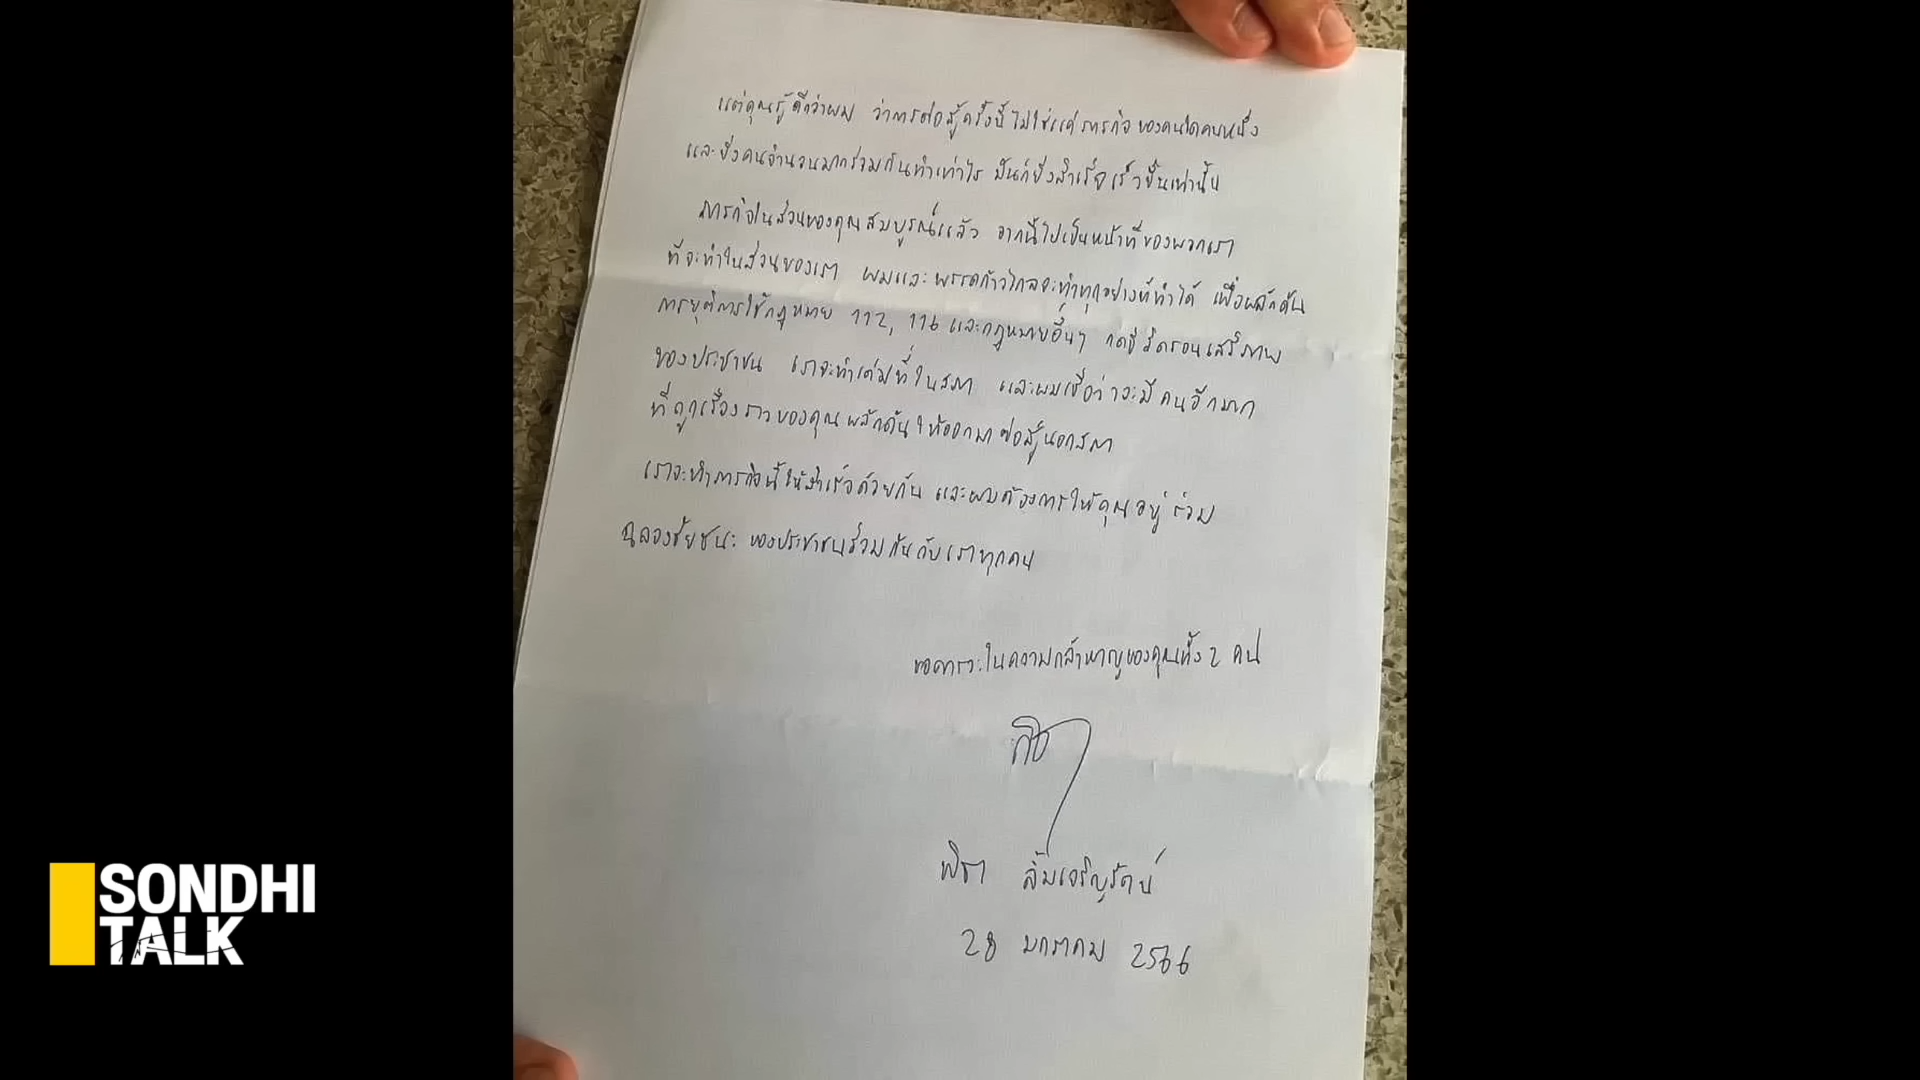 แต่คุณรู้ดีกว่าผม ว่าการต่อสู้ครั้งนี้ไม่ใช่แค่ภารกิจของคนใดคนหนึ่ง
และยิ่งคนจำนวนมากร่วมกันทำเท่าไร มันก็ยิ่งสำเร็จเร็วขึ้นเท่านั้น
ภารกิจในส่วนของคุณสมบูรณ์แล้ว จากนี้ไปเป็นหน้าที่ของพวกเรา
ที่จะทำในส่วนของเรา ผมและพรรคก้าวไกลจะทำทุกอย่างที่ทำได้ เพื่อผลักดัน
การยุติการใช้กฎหมาย 112, 116 และกฎหมายอื่นๆ กดขี่ ลิดรอนเสรีภาพ
ของประชาชน เราจะทำเต็มที่ในสภา และผมเชื่อว่าจะมีคนอีกมาก
ที่ถูกเรื่องราวของคุณผลักดันให้ออกมาต่อสู้นอกสภา
เราจะทำภารกิจนี้ให้สำเร็จด้วยกัน และผมต้องการให้คุณอยู่ร่วม
ฉลองชัยชนะ ของประชาชนร่วมกันกับเราทุกคน
ขอคารวะในความกล้าหาญของคุณทั้ง 2 คน
พิธา ลิ้มเจริญรัตน์
28 มกราคม 2566
SONDHI
TALK